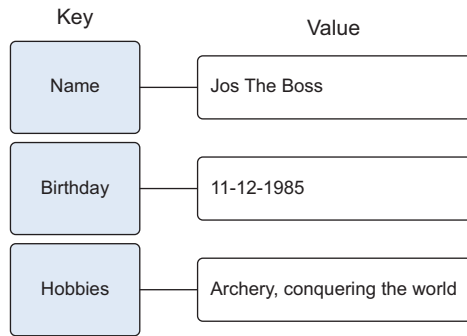 Key
Value
Name
Jos The Boss
Birthday
11-12-1985
Hobbies
Archery, conquering the world